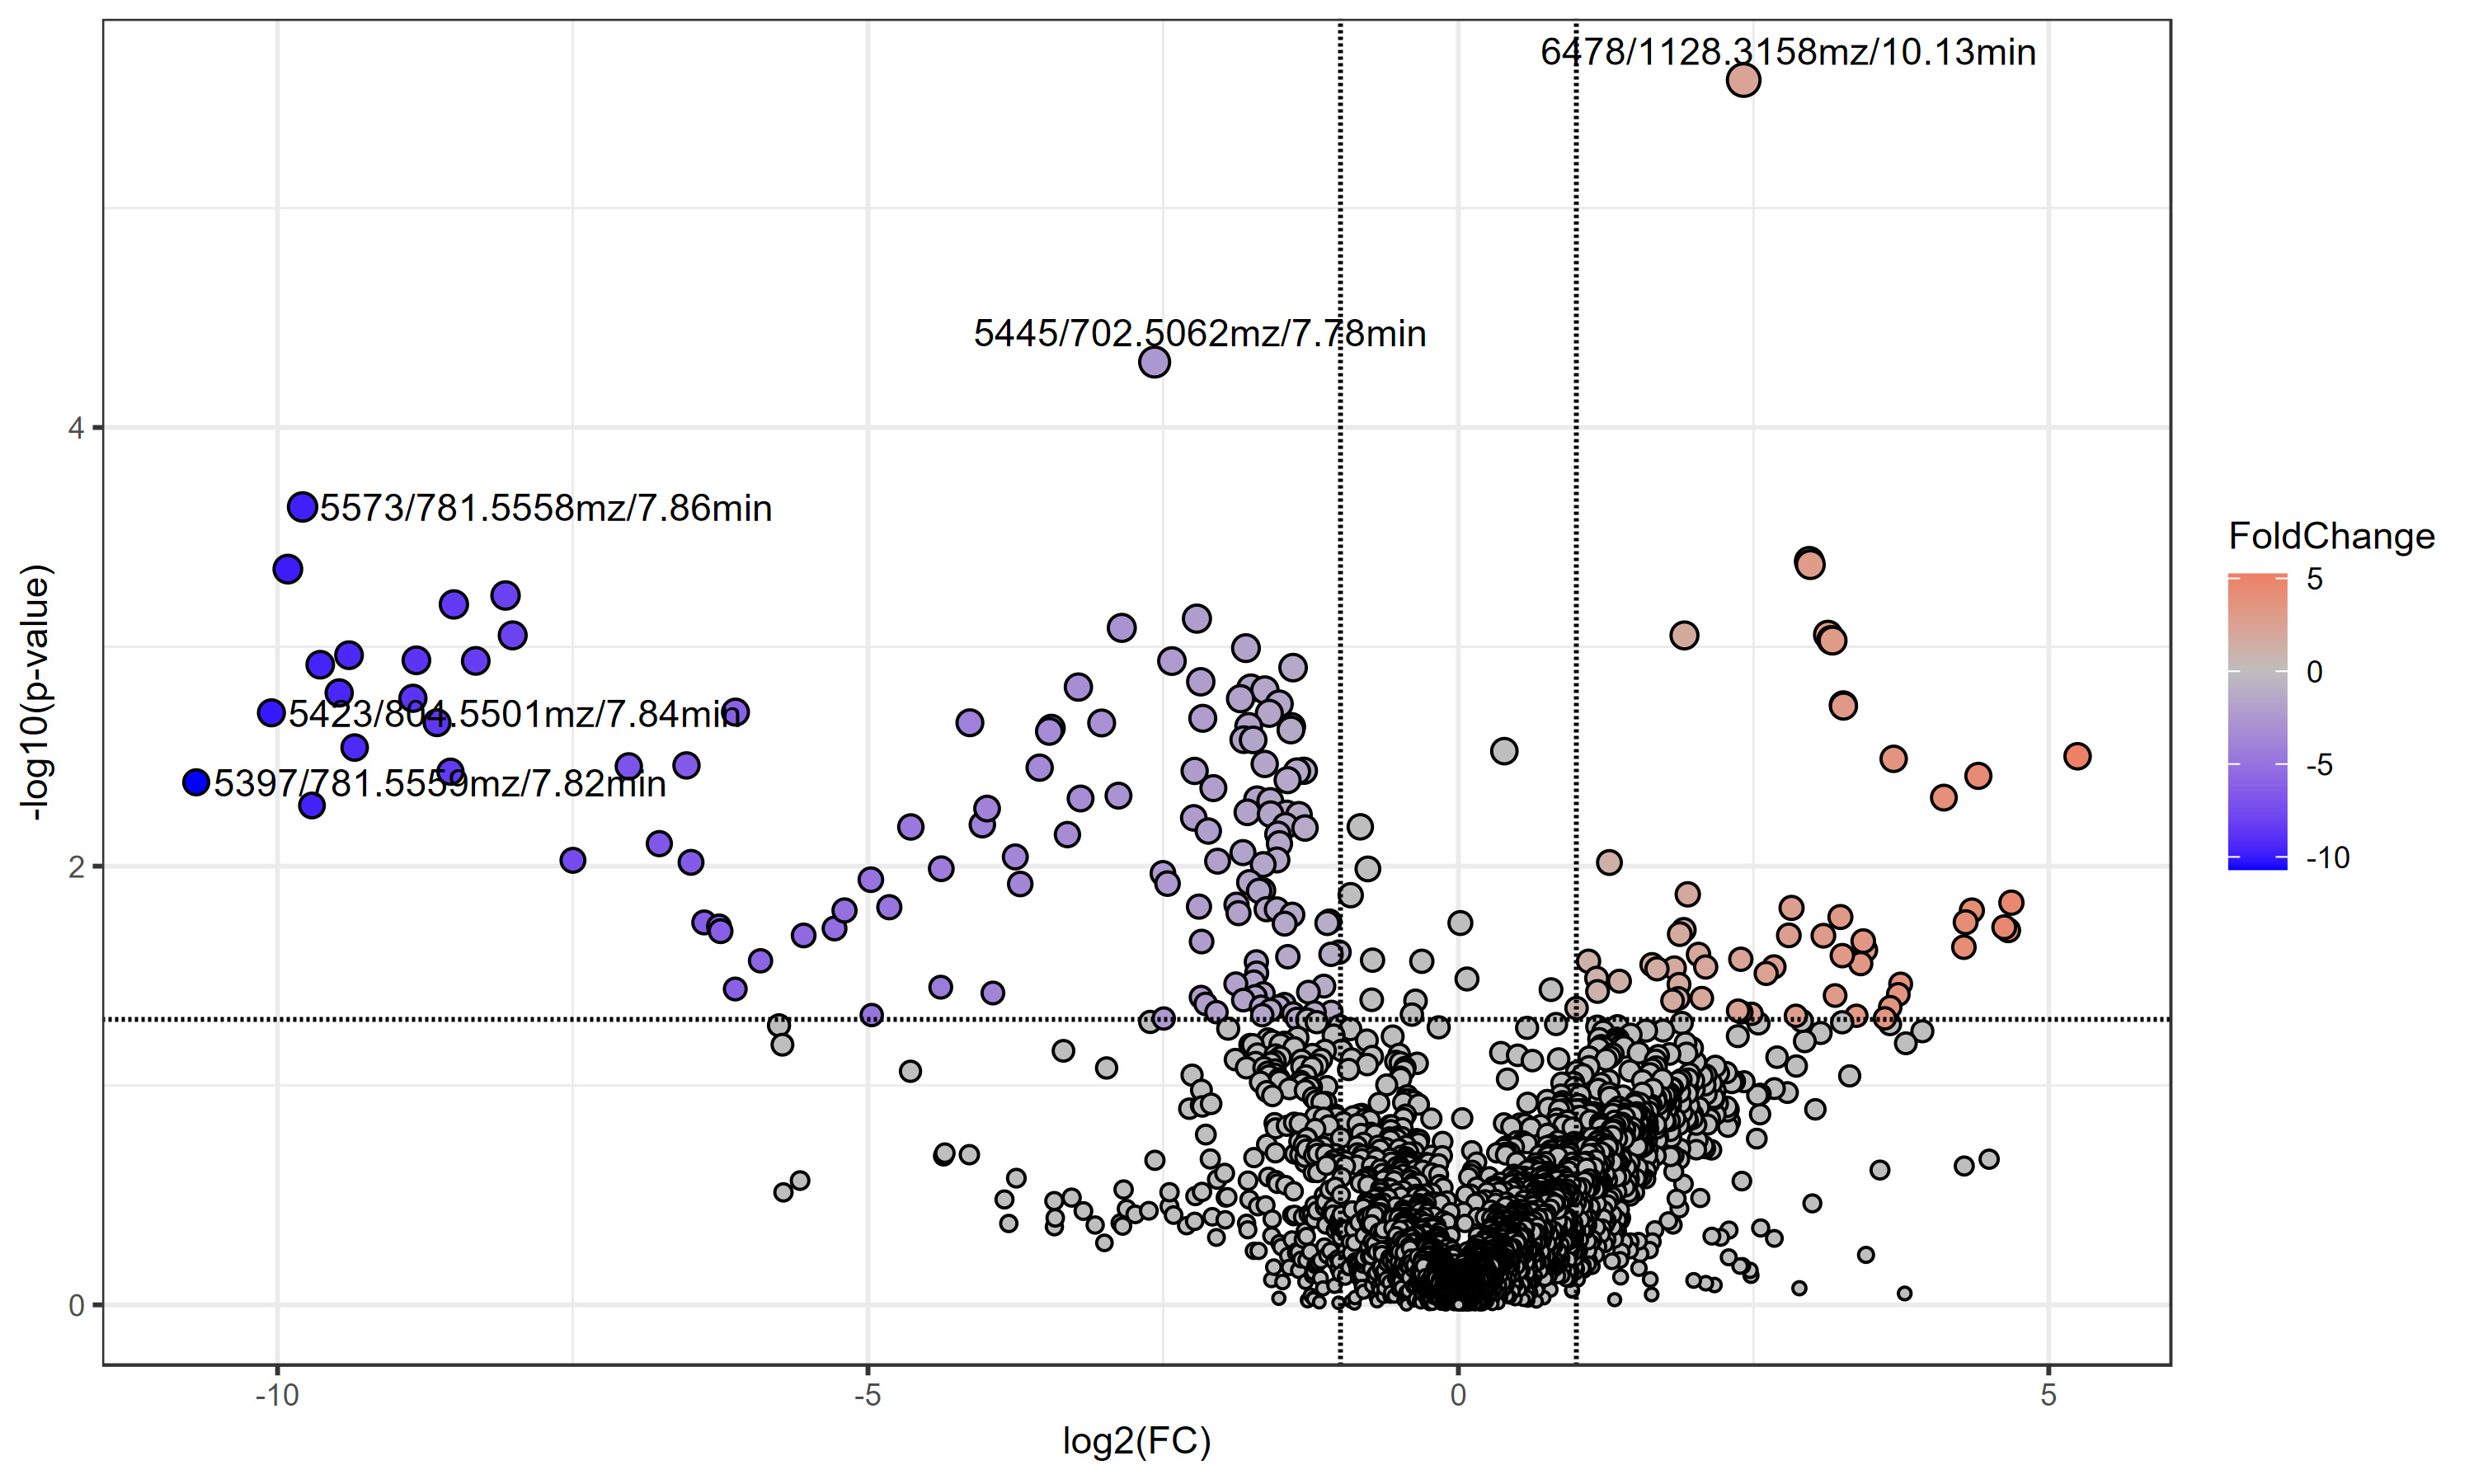 6478/1128.3158mz/10.13min
5445/702.5062mz/7.78min
4
5573/781.5558mz/7.86min
FoldChange
5
0
-5
-10
-log10(p-value)
5423/804.5501mz/7.84min
5397/781.5559mz/7.82min
2
0
-10
-5
0
5
log2(FC)